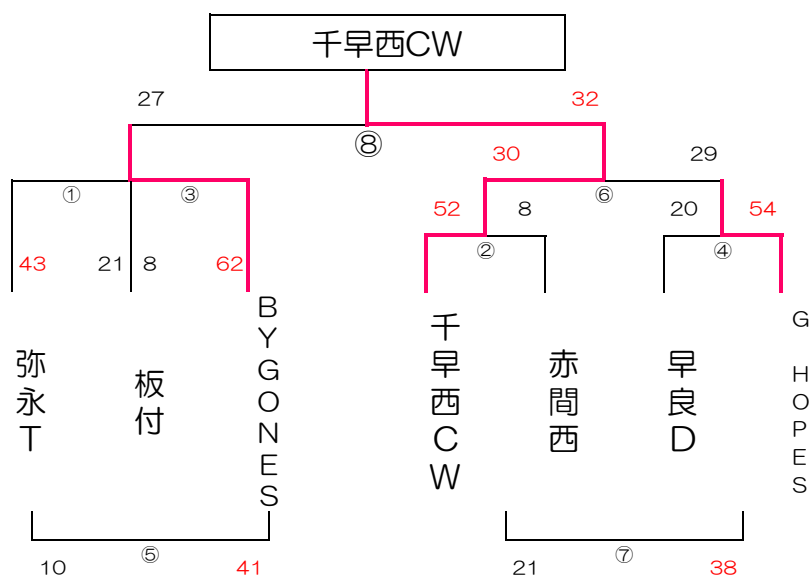 千早西CW
27 32
⑧
30 29
① ③ ⑥
52 8 20 54
② ④
43 21 8 62
弥永T
板付
BYGONES
千早西CW
赤間西
早良D
G HOPES
⑤ ⑦
10 41 21 38